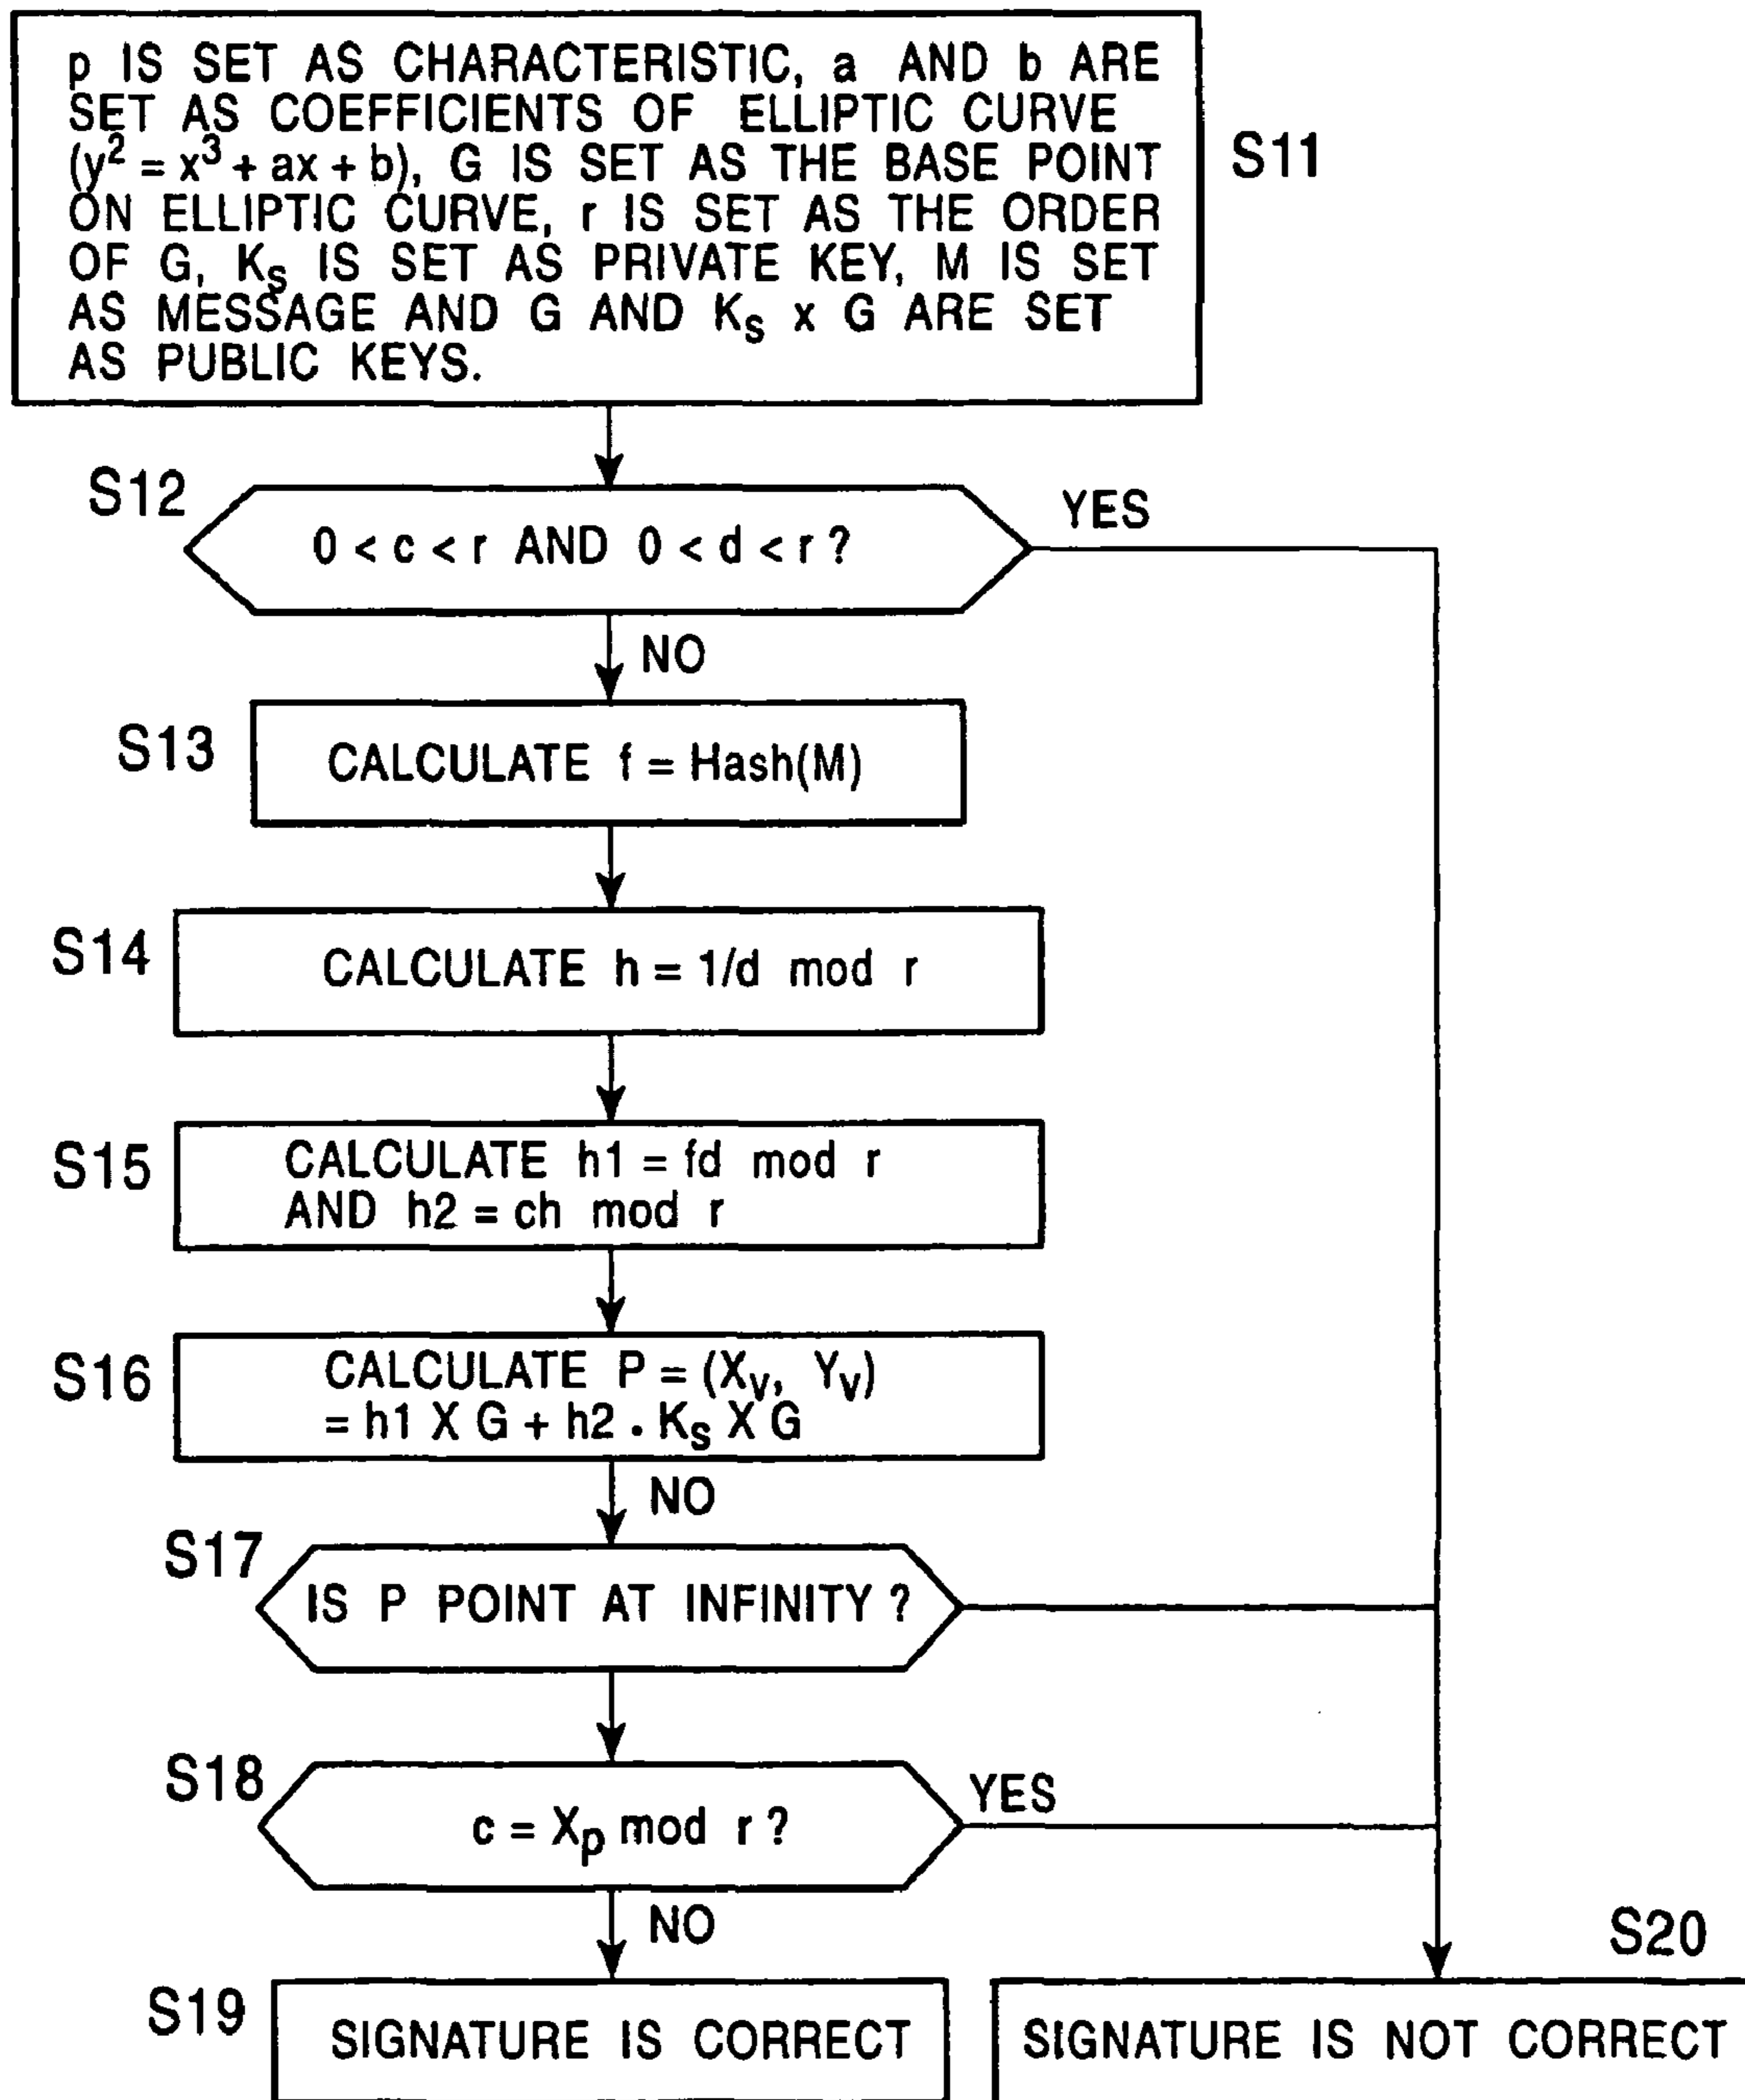 p IS SET AS CHARACTERISTIC, a AND b ARE
SET AS COEFFICIENTS OF ELLIPTIC CURVE
(y² = x³ + ax + b), G IS SET AS THE BASE POINT
ON ELLIPTIC CURVE, r IS SET AS THE ORDER
OF G, Kₛ IS SET AS PRIVATE KEY, M IS SET
AS MESSAGE AND G AND Kₛ x G ARE SET
AS PUBLIC KEYS.
S11
S12
0 < c < r AND 0 < d < r ?
YES
NO
S13
CALCULATE f = Hash(M)
S14
CALCULATE h = 1/d mod r
S15
CALCULATE h1 = fd mod r
AND h2 = ch mod r
S16
CALCULATE P = (Xᵥ, Yᵥ)
= h1 X G + h2 . Kₛ X G
NO
S17
IS P POINT AT INFINITY ?
S18
c = Xₚ mod r ?
YES
NO
S19
SIGNATURE IS CORRECT
S20
SIGNATURE IS NOT CORRECT